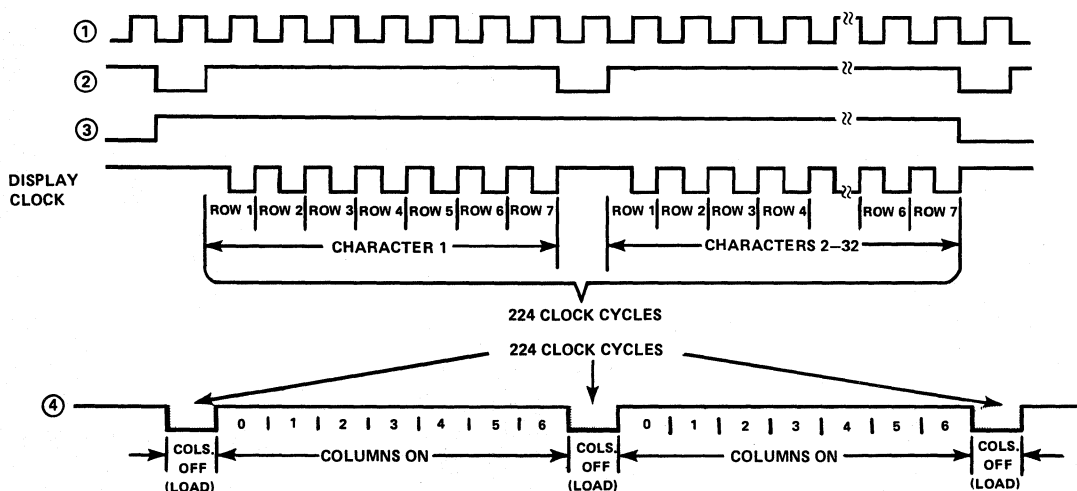 ①
②
③
DISPLAY
CLOCK
ROW 1 ROW 2 ROW 3 ROW 4 ROW 5 ROW 6 ROW 7 ROW 1 ROW 2 ROW 3 ROW 4 ROW 6 ROW 7
CHARACTER 1 CHARACTERS 2–32
224 CLOCK CYCLES
224 CLOCK CYCLES
④
0 1 2 3 4 5 6 0 1 2 3 4 5 6
COLS. OFF (LOAD) COLUMNS ON COLS. OFF (LOAD) COLUMNS ON COLS. OFF (LOAD)